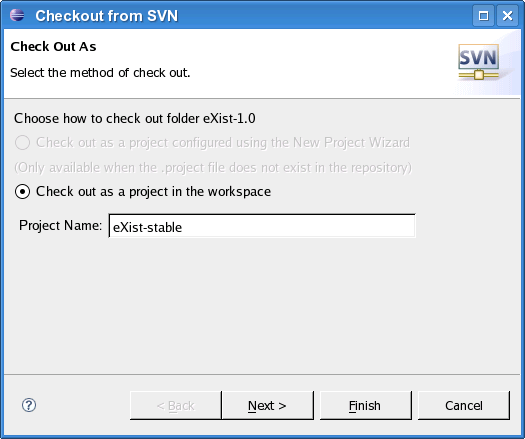 Checkout from SVN
Check Out As
Select the method of check out.
SVN
Choose how to check out folder eXist-1.0
Check out as a project configured using the New Project Wizard
(Only available when the .project file does not exist in the repository)
Check out as a project in the workspace
Project Name: eXist-stable
? < Back Next > Finish Cancel